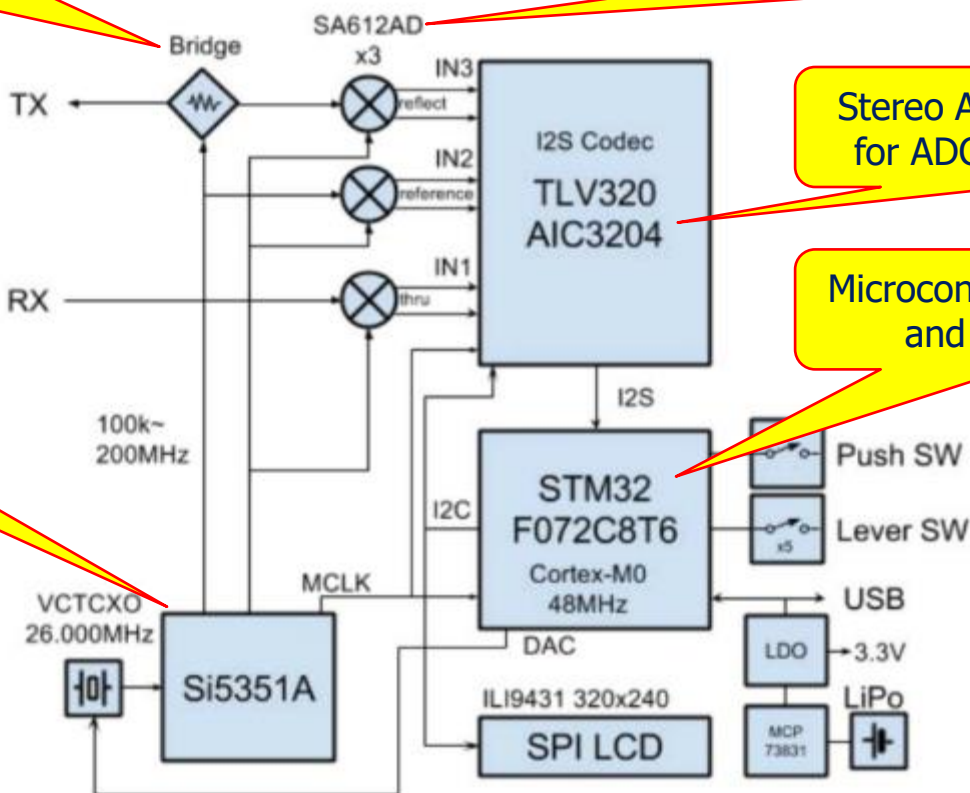 SA612AD
x3
Bridge
IN3
TX
reflect
I2S Codec
Stereo A
for ADC
IN2
TLV320
AIC3204
reference
IN1
Microcon
and
RX
thru
I2S
100k~
200MHz
Push SW
STM32
F072C8T6
I2C
Lever SW
x5
Cortex-M0
48MHz
MCLK
USB
VCTCXO
26.000MHz
DAC
LDO
3.3V
Si5351A
ILI9431 320x240
LiPo
SPI LCD
MCP
73831